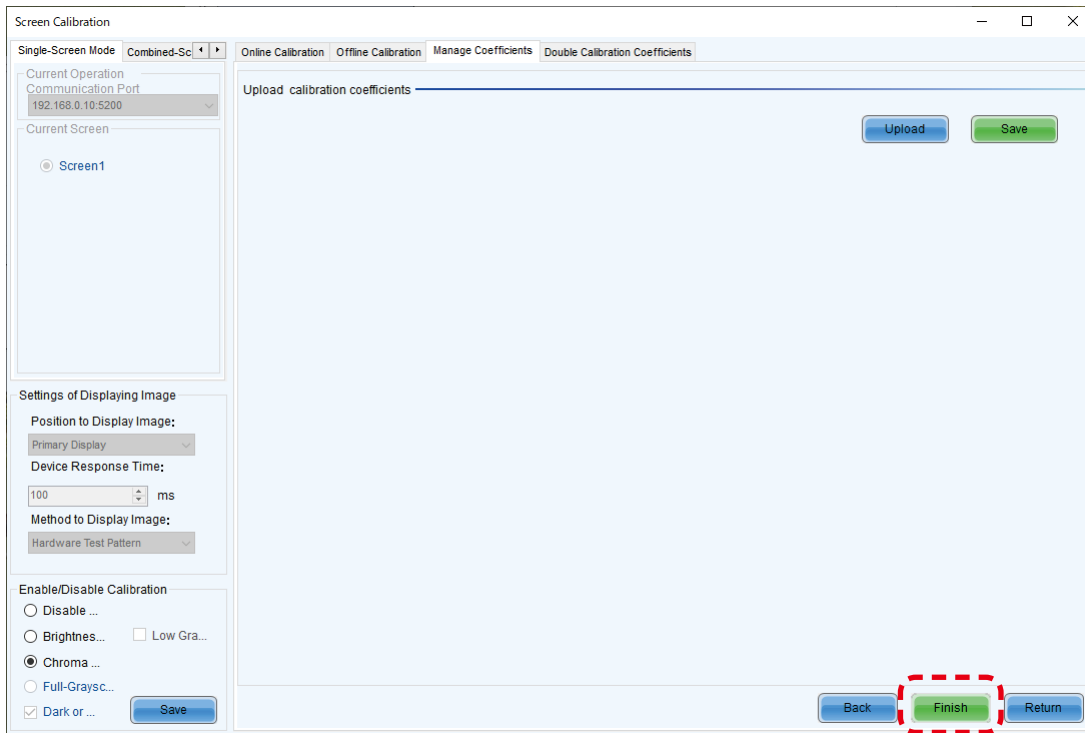 Screen Calibration
Single-Screen Mode Combined-Sc
Online Calibration Offline Calibration Manage Coefficients Double Calibration Coefficients
Current Operation
Communication Port
192.168.0.10:5200
Current Screen
Screen1
Upload calibration coefficients
Upload Save
Settings of Displaying Image
Position to Display Image:
Primary Display
Device Response Time:
100 ms
Method to Display Image:
Hardware Test Pattern
Enable/Disable Calibration
Disable ...
Brightnes... Low Gra...
Chroma ...
Full-Graysc...
Dark or ... Save
Back Finish Return